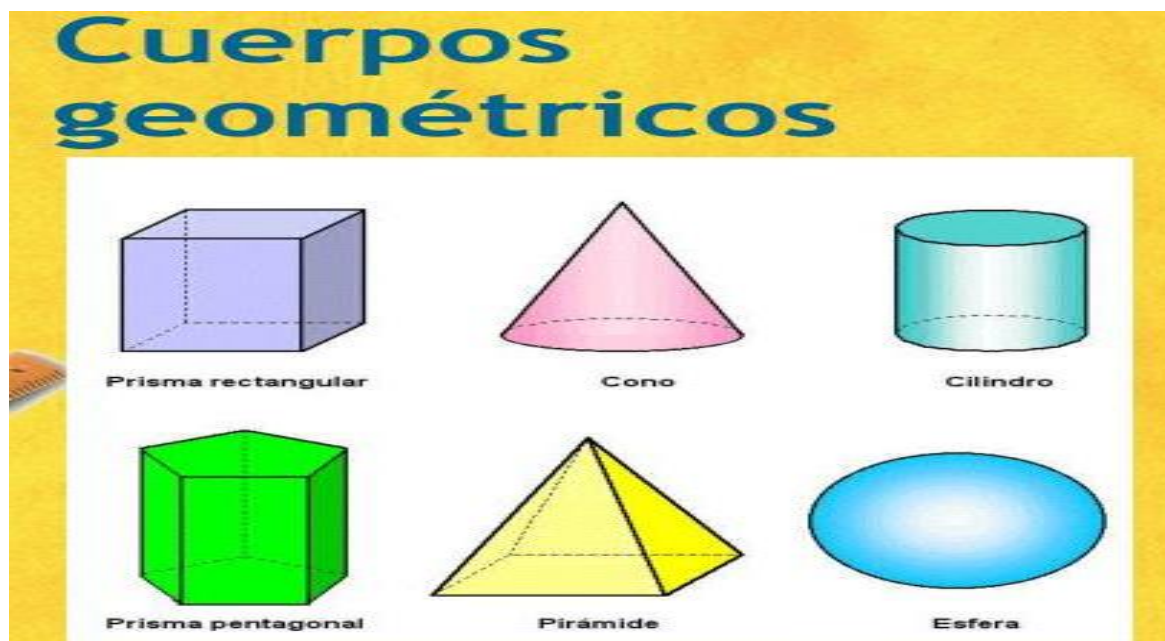 Cuerpos
geométricos
Prisma rectangular
Cono
Cilindro
Prisma pentagonal
Pirámide
Esfera